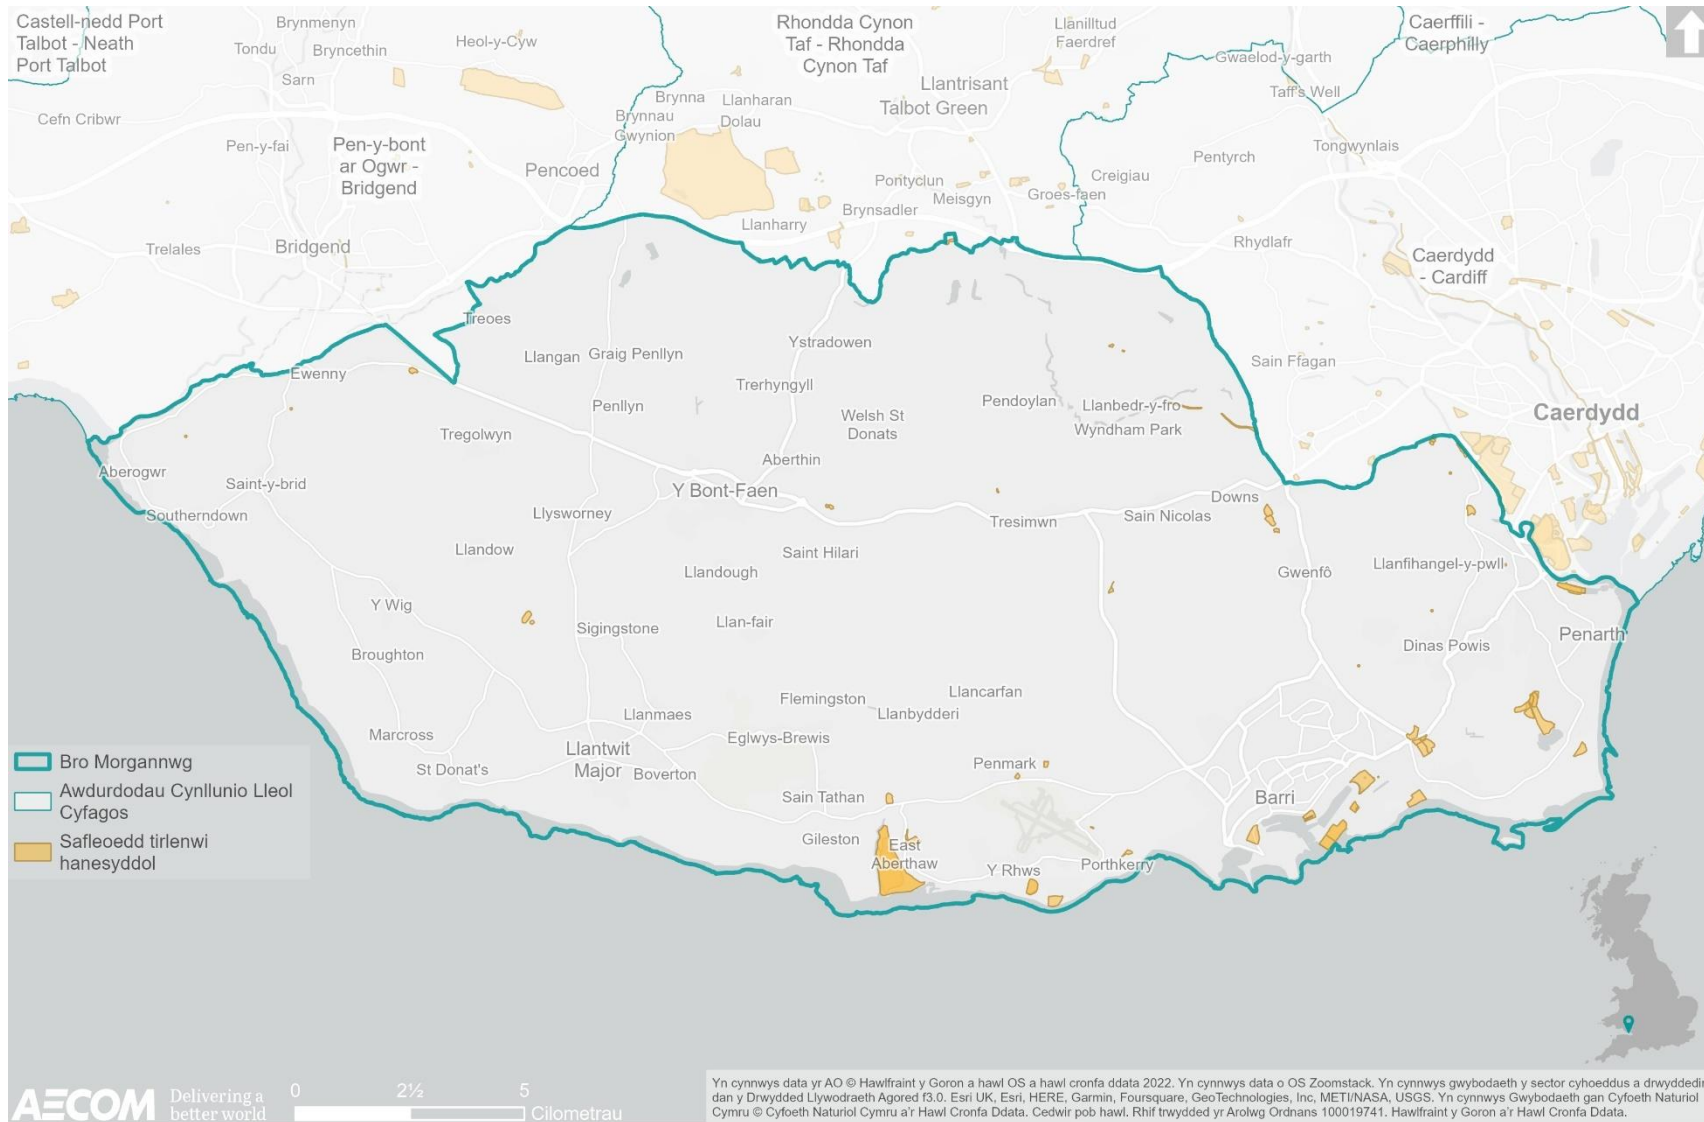 Castell-nedd Port
Talbot - Neath
Port Talbot
Brynmenyn
Tondu
Bryncethin
Sarn
Heol-y-Cyw
Cefn Cribwr
Pen-y-fai
Pen-y-bont
ar Ogwr -
Bridgend
Pencoed
Trelales
Bridgend
Rhondda Cynon
Taf - Rhondda
Cynon Taf
Llanilltud
Faerdref
Caerffili -
Caerphilly
Gwaelod-y-garth
Taff's Well
Brynna
Llanharan
Brynnau
Gwynion
Dolau
Llantrisant
Talbot Green
Tongwynlais
Pentyrch
Creigiau
Pontyclun
Meisgyn
Groes-faen
Brynsadler
Llanharry
Rhydlafr
Caerdydd
- Cardiff
Treoes
Llangan
Graig Penllyn
Ystradowen
Sain Ffagan
Ewenny
Trerhyngyll
Penllyn
Pendoylan
Llanbedr-y-fro
Caerdydd
Welsh St
Donats
Wyndham Park
Tregolwyn
Aberthin
Aberogwr
Saint-y-brid
Y Bont-Faen
Downs
Southerndown
Llysworney
Tresimwn
Sain Nicolas
Llandow
Saint Hilari
Llandough
Gwenfô
Llanfihangel-y-pwll
Y Wig
Sigingstone
Llan-fair
Penarth
Dinas Powis
Broughton
Flemingston
Llancarfan
Llanbydderi
Llanmaes
Marcross
Eglwys-Brewis
Llantwit
Major
St Donat's
Boverton
Penmark
Sain Tathan
Barri
Gileston
East
Aberthaw
Y Rhws
Porthkerry
Bro Morgannwg
Awdurdodau Cynllunio Lleol
Cyfagos
Safleoedd tirlenwi
hanesyddol
AECOM
Delivering a
better world
0 2½ 5
Cilometrau
Yn cynnwys data yr AO © Hawlfraint y Goron a hawl OS a hawl cronfa ddata 2022. Yn cynnwys data o OS Zoomstack. Yn cynnwys gwybodaeth y sector cyhoeddus a drwyddedir
dan y Drwydded Llywodraeth Agored f3.0. Esri UK, Esri, HERE, Garmin, Foursquare, GeoTechnologies, Inc, METI/NASA, USGS. Yn cynnwys Gwybodaeth gan Cyfoeth Naturiol
Cymru © Cyfoeth Naturiol Cymru a'r Hawl Cronfa Ddata. Cedwir pob hawl. Rhif trwydded yr Arolwg Ordnans 100019741. Hawlfraint y Goron a'r Hawl Cronfa Ddata.